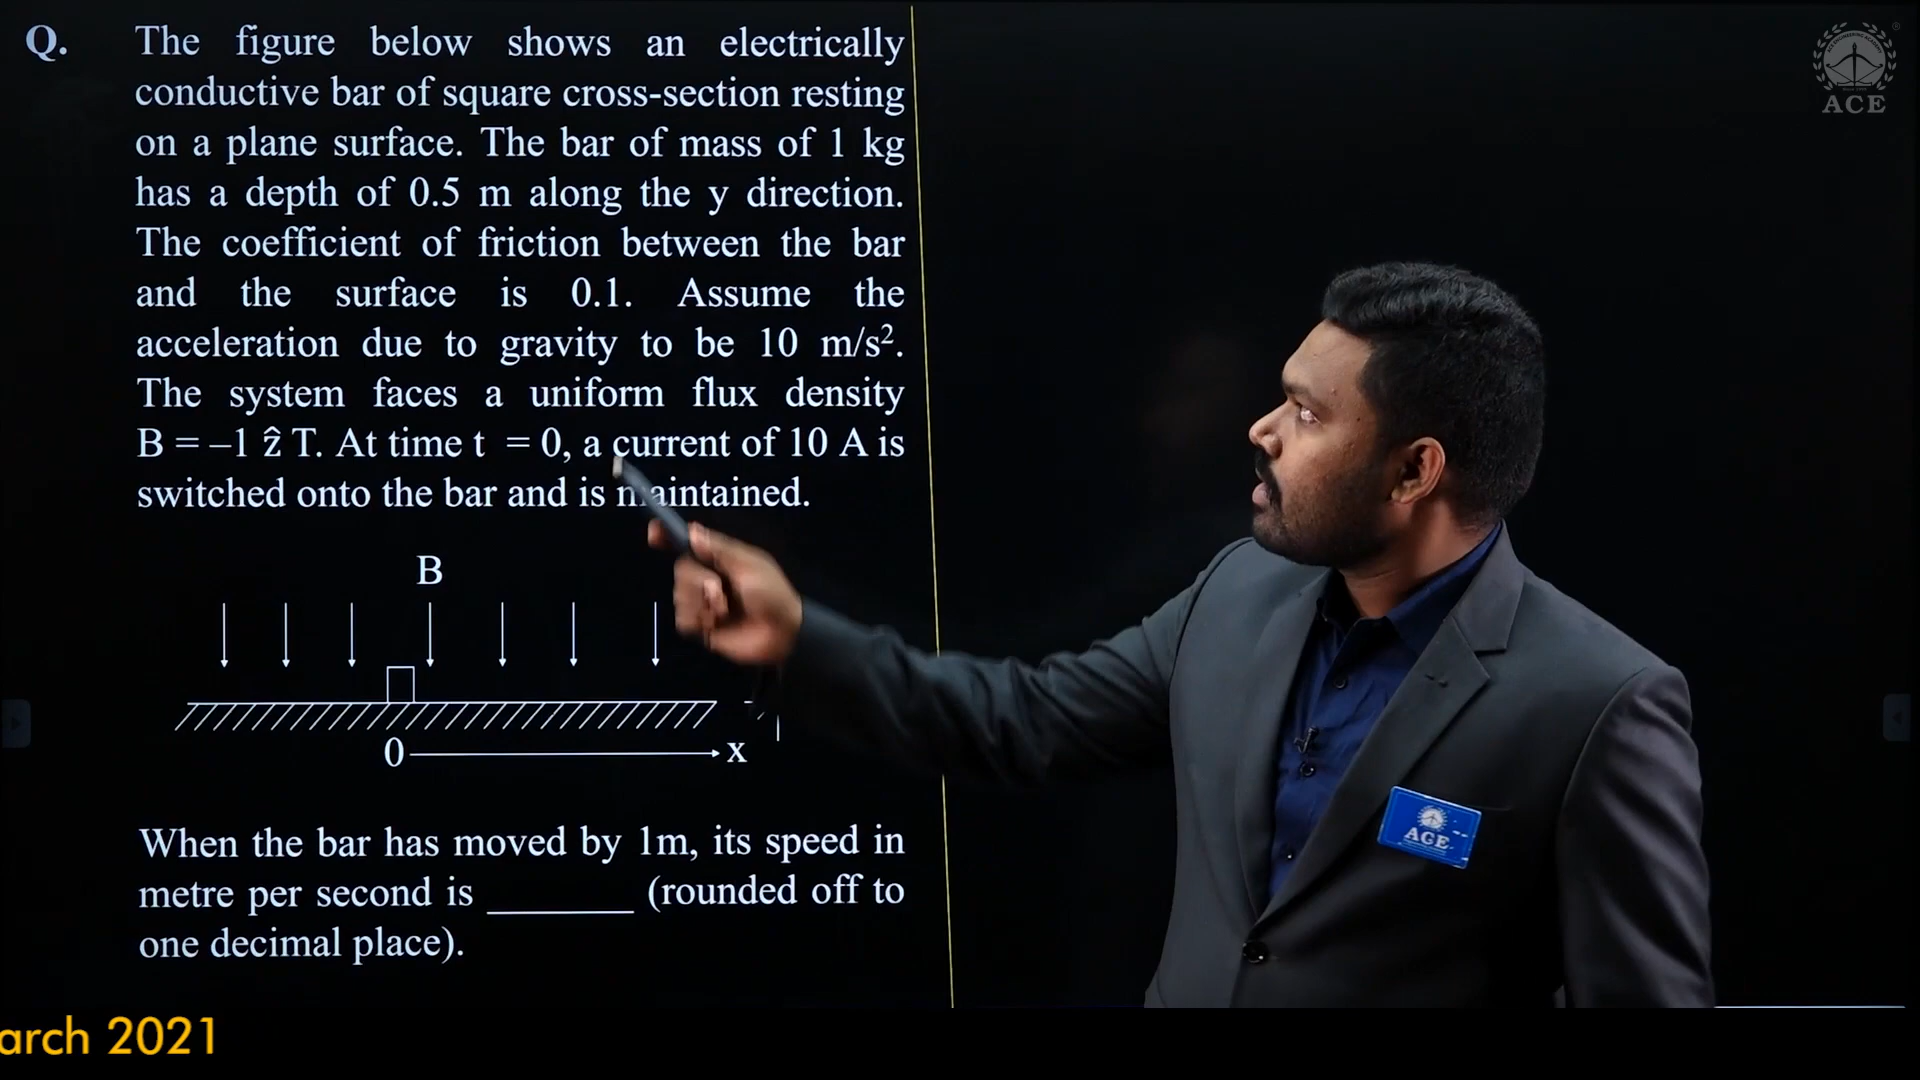 Q. The figure below shows an electrically
conductive bar of square cross-section resting
on a plane surface. The bar of mass of 1 kg
has a depth of 0.5 m along the y direction.
The coefficient of friction between the bar
and the surface is 0.1. Assume the
acceleration due to gravity to be 10 m/s².
The system faces a uniform flux density
B = –1 ẑ T. At time t = 0, a current of 10 A is
switched onto the bar and is maintained.
B
0 x
When the bar has moved by 1m, its speed in
metre per second is ______ (rounded off to
one decimal place).
arch 2021
ACE
ACE